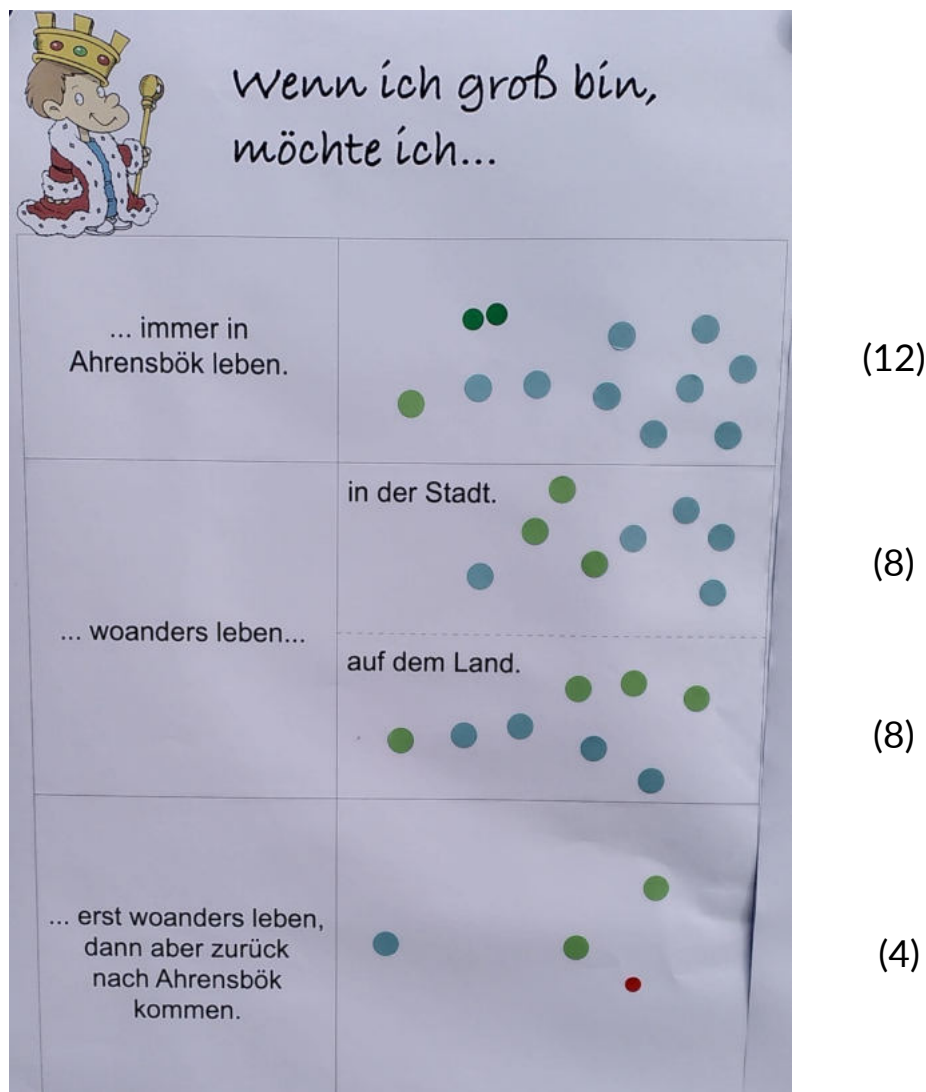 Wenn ich groß bin,
möchte ich...
... immer in
Ahrensbök leben.
(12)
... woanders leben...
in der Stadt.
(8)
auf dem Land.
(8)
... erst woanders leben,
dann aber zurück
nach Ahrensbök
kommen.
(4)